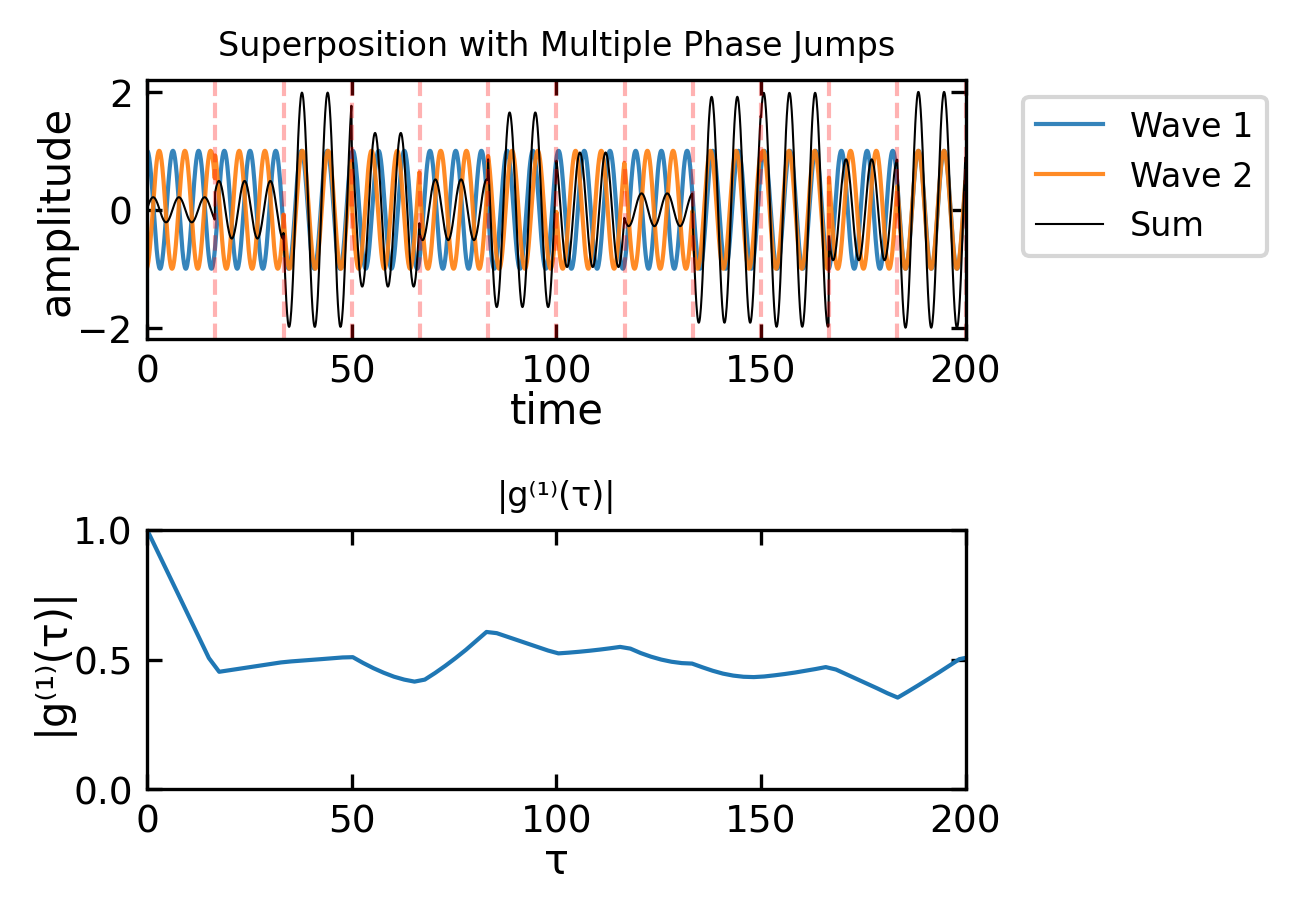 Superposition with Multiple Phase Jumps
2
0
−2
amplitude
0 50 100 150 200
time
Wave 1
Wave 2
Sum
|g⁽¹⁾(τ)|
1.0
0.5
0.0
|g⁽¹⁾(τ)|
0 50 100 150 200
τ